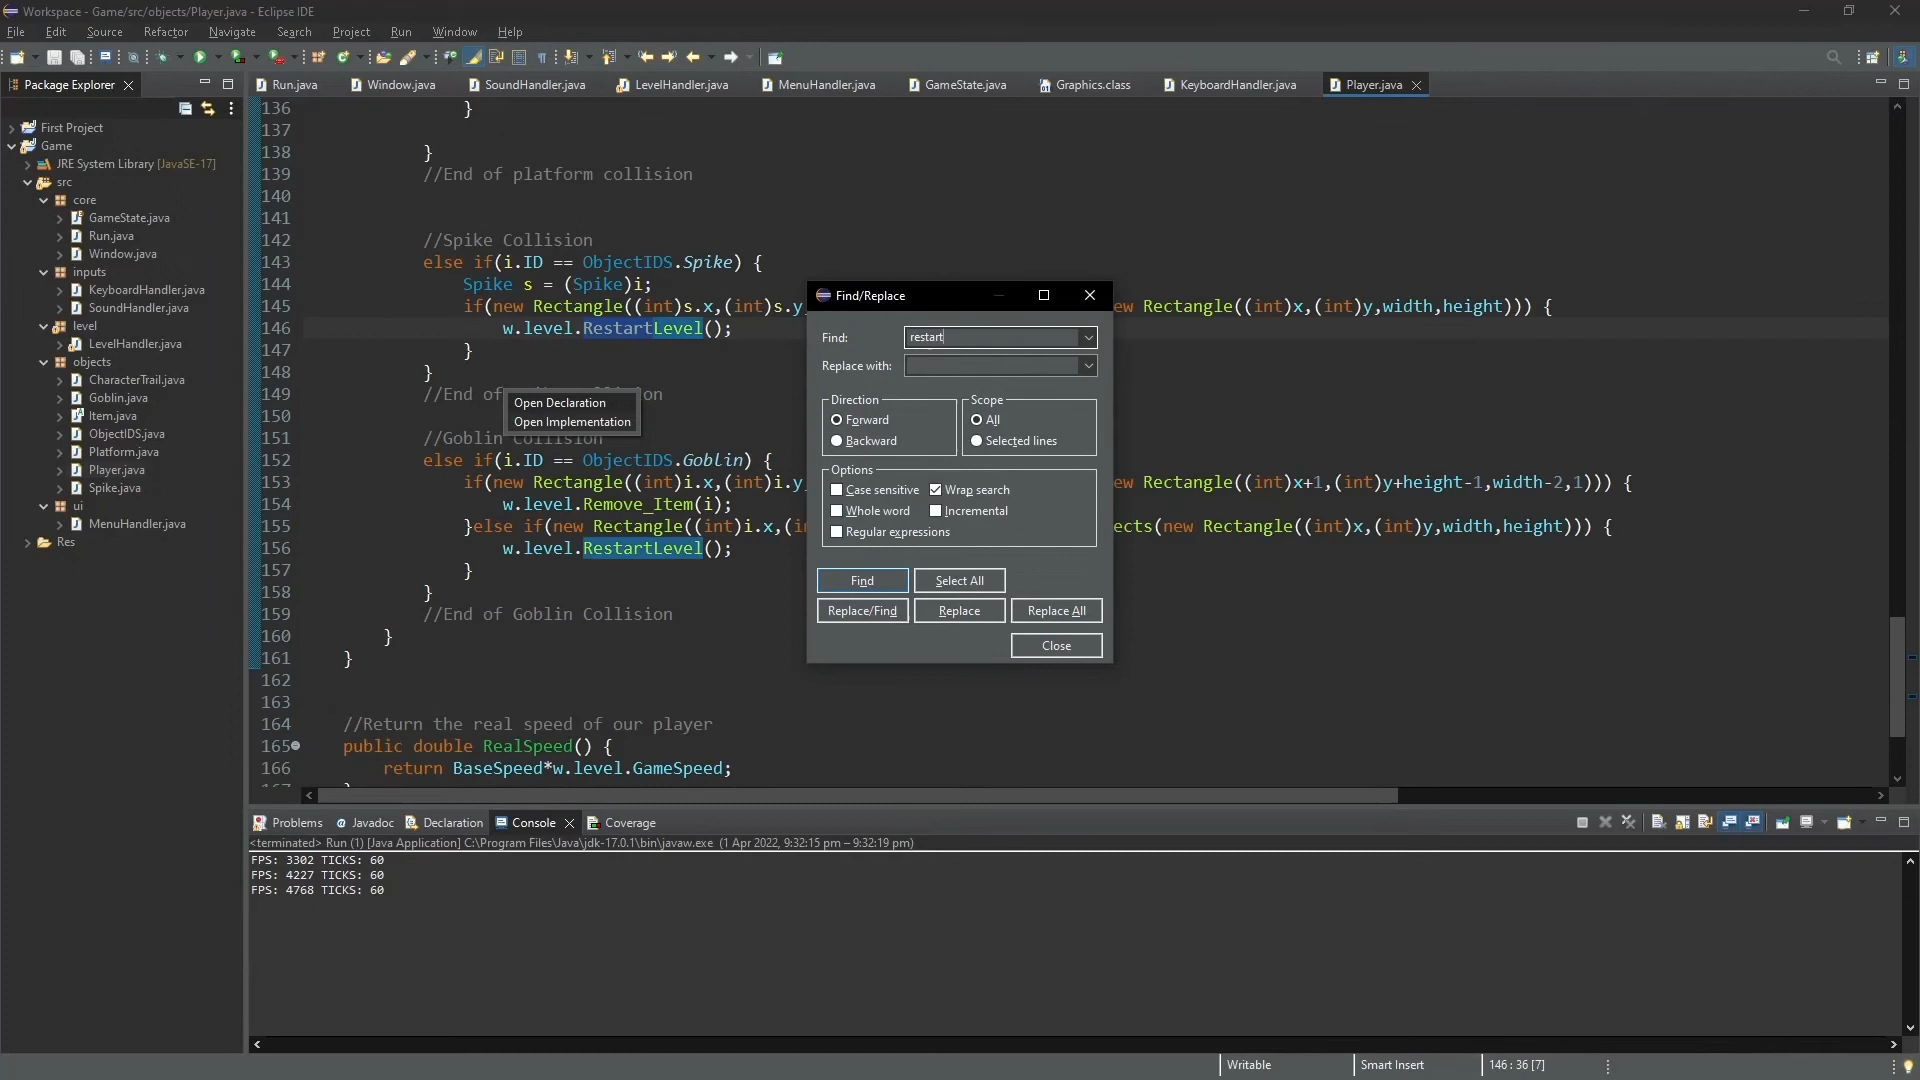 Workspace - Game/src/objects/Player.java - Eclipse IDE
File Edit Source Refactor Navigate Search Project Run Window Help
Package Explorer
Run.java Window.java SoundHandler.java LevelHandler.java MenuHandler.java GameState.java Graphics.class KeyboardHandler.java Player.java
First Project
Game
JRE System Library [JavaSE-17]
src
core
GameState.java
Run.java
Window.java
inputs
KeyboardHandler.java
SoundHandler.java
level
LevelHandler.java
objects
CharacterTrail.java
Goblin.java
Item.java
ObjectIDS.java
Platform.java
Player.java
Spike.java
ui
MenuHandler.java
Res
136 }
137
138 }
139 //End of platform collision
140
141
142 //Spike Collision
143 else if(i.ID == ObjectIDS.Spike) {
144 Spike s = (Spike)i;
145 if(new Rectangle((int)s.x,(int)s.y ew Rectangle((int)x,(int)y,width,height))) {
146 w.level.RestartLevel();
147 }
148 }
149 //End of
150
151 //Goblin Collision
152 else if(i.ID == ObjectIDS.Goblin) {
153 if(new Rectangle((int)i.x,(int)i.y ew Rectangle((int)x+1,(int)y+height-1,width-2,1))) {
154 w.level.Remove_Item(i);
155 }else if(new Rectangle((int)i.x,(i ects(new Rectangle((int)x,(int)y,width,height))) {
156 w.level.RestartLevel();
157 }
158 }
159 //End of Goblin Collision
160 }
161 }
162
163
164 //Return the real speed of our player
165 public double RealSpeed() {
166 return BaseSpeed*w.level.GameSpeed;
Open Declaration
Open Implementation
Find/Replace
Find: restart
Replace with:
Direction
Forward
Backward
Scope
All
Selected lines
Options
Case sensitive Wrap search
Whole word Incremental
Regular expressions
Find Select All
Replace/Find Replace Replace All
Close
Problems Javadoc Declaration Console Coverage
<terminated> Run (1) [Java Application] C:\Program Files\Java\jdk-17.0.1\bin\javaw.exe (1 Apr 2022, 9:32:15 pm – 9:32:19 pm)
FPS: 3302 TICKS: 60
FPS: 4227 TICKS: 60
FPS: 4768 TICKS: 60
Writable Smart Insert 146 : 36 [7]